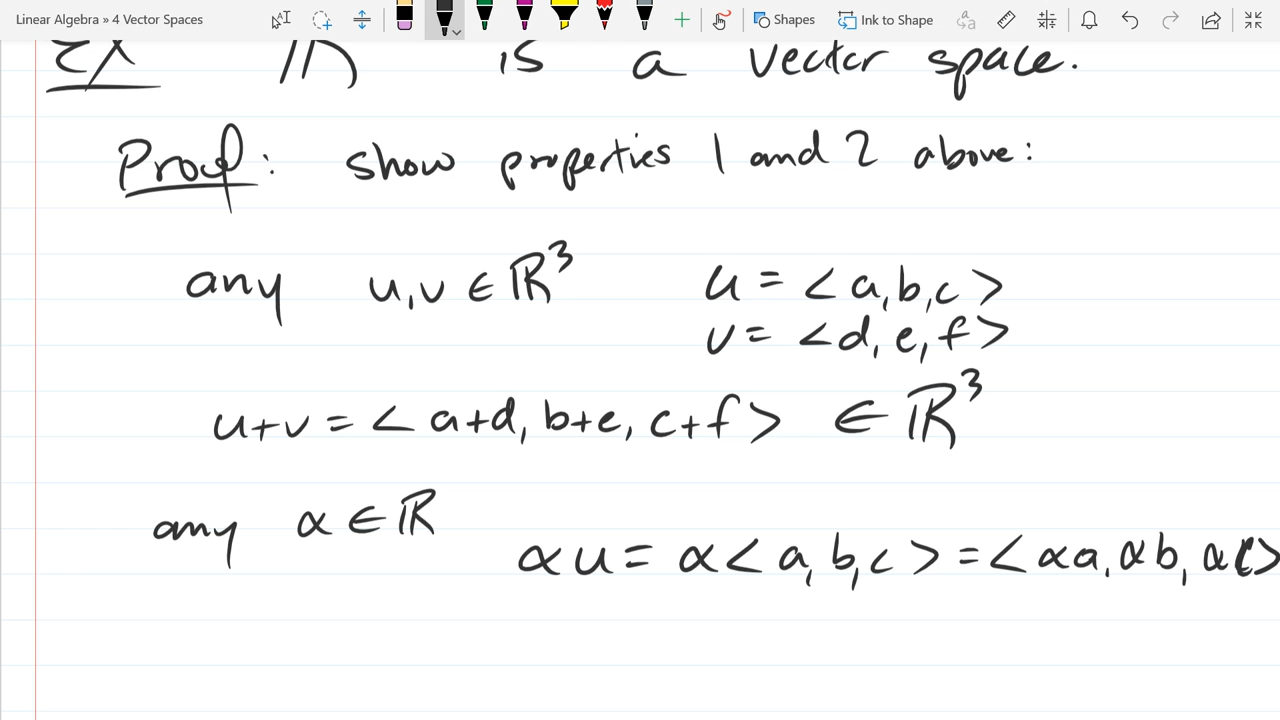 Linear Algebra » 4 Vector Spaces
Shapes
Ink to Shape
Ex ℝ is a vector space.
Proof: show properties 1 and 2 above:
any u,v ∈ ℝ³ u = <a,b,c>
v = <d,e,f>
u+v = <a+d, b+e, c+f> ∈ ℝ³
any α ∈ ℝ
αu = α<a,b,c> = <αa, αb, αc>